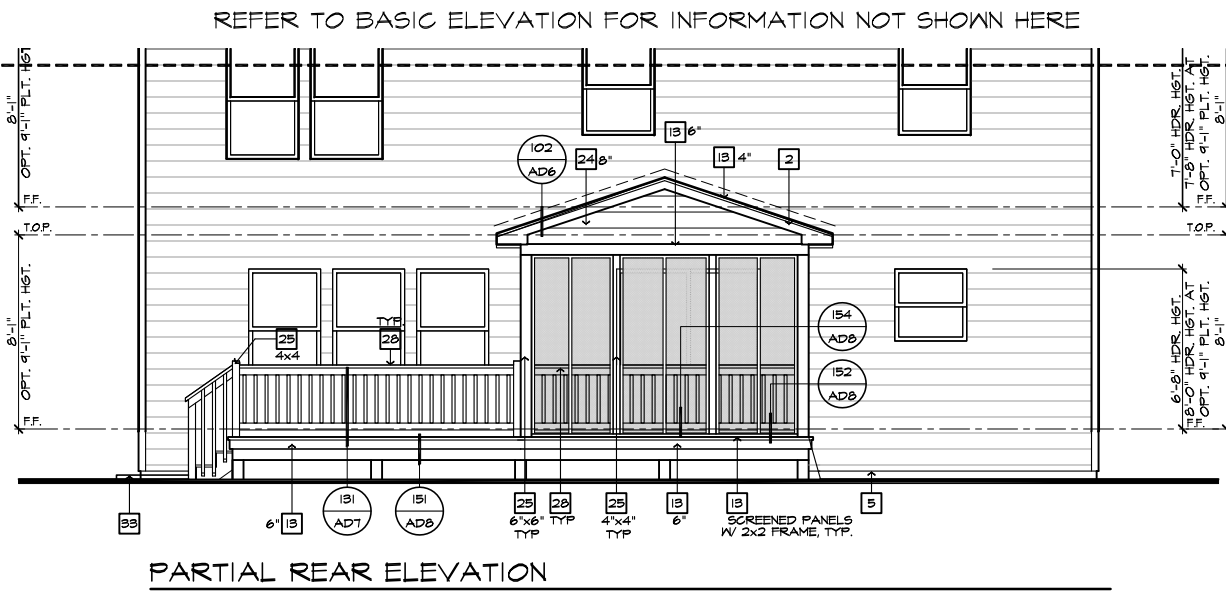 REFER TO BASIC ELEVATION FOR INFORMATION NOT SHOWN HERE
8'-1"
OPT. 9'-1" PLT. HGT.
7'-0" HDR. HGT.
7'-8" HDR. HGT. AT
OPT. 9'-1" PLT. HGT.
8'-1"
13 6"
102
AD6
24 8"
13 4"
2
F.F.
F.F.
T.O.P.
T.O.P.
8'-1"
OPT. 9'-1" PLT. HGT.
6'-8" HDR. HGT.
8'-0" HDR. HGT. AT
OPT. 9'-1" PLT. HGT.
8'-1"
154
AD8
TYP.
25
4x4
28
152
AD8
F.F.
F.F.
33
6" 13
131
AD7
151
AD8
25
6"x6"
TYP
28
TYP
25
4"x4"
TYP
13
6"
13
SCREENED PANELS
W/ 2x2 FRAME, TYP.
5
PARTIAL REAR ELEVATION